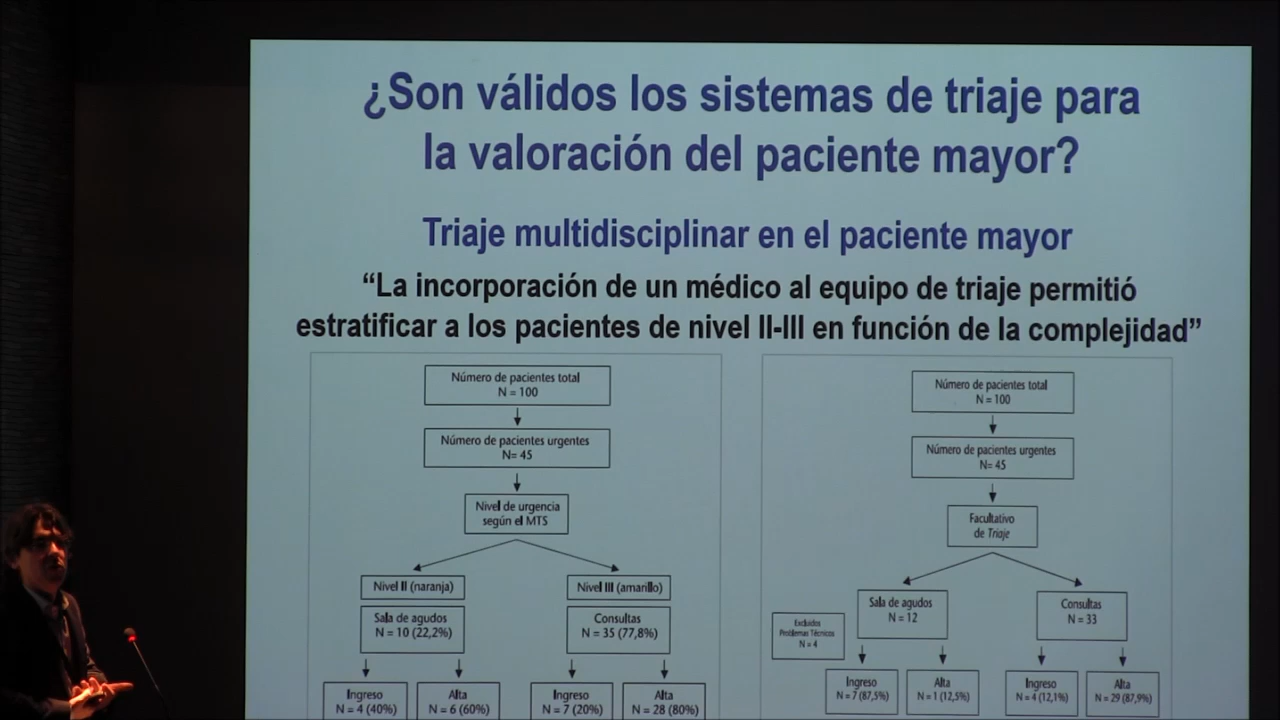 ¿Son válidos los sistemas de triaje para
la valoración del paciente mayor?
Triaje multidisciplinar en el paciente mayor
“La incorporación de un médico al equipo de triaje permitió
estratificar a los pacientes de nivel II-III en función de la complejidad”
Número de pacientes total
N = 100
Número de pacientes urgentes
N= 45
Nivel de urgencia
según el MTS
Nivel II (naranja)
Nivel III (amarillo)
Sala de agudos
N = 10 (22,2%)
Consultas
N = 35 (77,8%)
Ingreso
N = 4 (40%)
Alta
N = 6 (60%)
Ingreso
N = 7 (20%)
Alta
N = 28 (80%)
Número de pacientes total
N = 100
Número de pacientes urgentes
N= 45
Facultativo
de Triaje
Sala de agudos
N = 12
Consultas
N = 33
Excluidos
Problemas Técnicos
N = 4
Ingreso
N = 7 (87,5%)
Alta
N = 1 (12,5%)
Ingreso
N = 4 (12,1%)
Alta
N = 29 (87,9%)